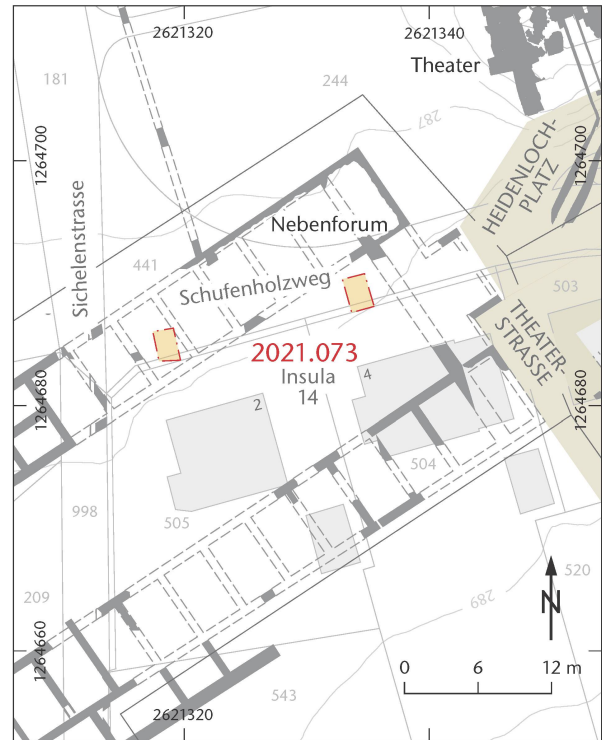 2621320
2621340
Theater
181
244
287
1264700
1264700
HEIDENLOCH-
PLATZ
Sichelenstrasse
Nebenforum
441
Schufenholzweg
503
THEATER-
STRASSE
2021.073
Insula
14
4
2
1264680
1264680
504
998
505
520
209
289
N
1264660
1264660
0 6 12 m
543
2621320